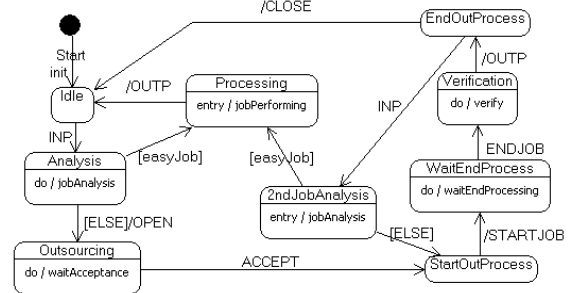 /CLOSE
EndOutProcess
Start
init
Idle
/OUTP
Processing
entry / jobPerforming
/OUTP
Verification
do / verify
INP
INP
Analysis
do / jobAnalysis
[easyJob]
[easyJob]
ENDJOB
WaitEndProcess
do / waitEndProcessing
2ndJobAnalysis
entry / jobAnalysis
[ELSE]/OPEN
[ELSE]
/STARTJOB
Outsourcing
do / waitAcceptance
ACCEPT
StartOutProcess